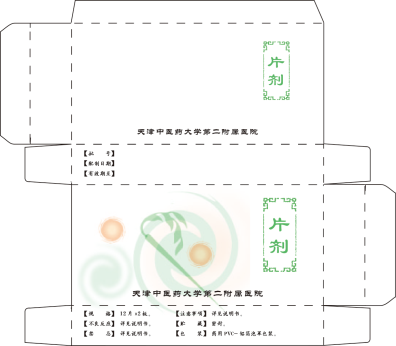 片剂
天津中医药大学第二附属医院
【批　号】
【配制日期】
【有效期至】
片剂
天津中医药大学第二附属医院
【规　格】 12片×2板。 【注意事项】详见说明书。
【不良反应】详见说明书。 【贮　藏】密封。
【禁　忌】详见说明书。 【包　装】药用PVC—铝箔泡罩包装。